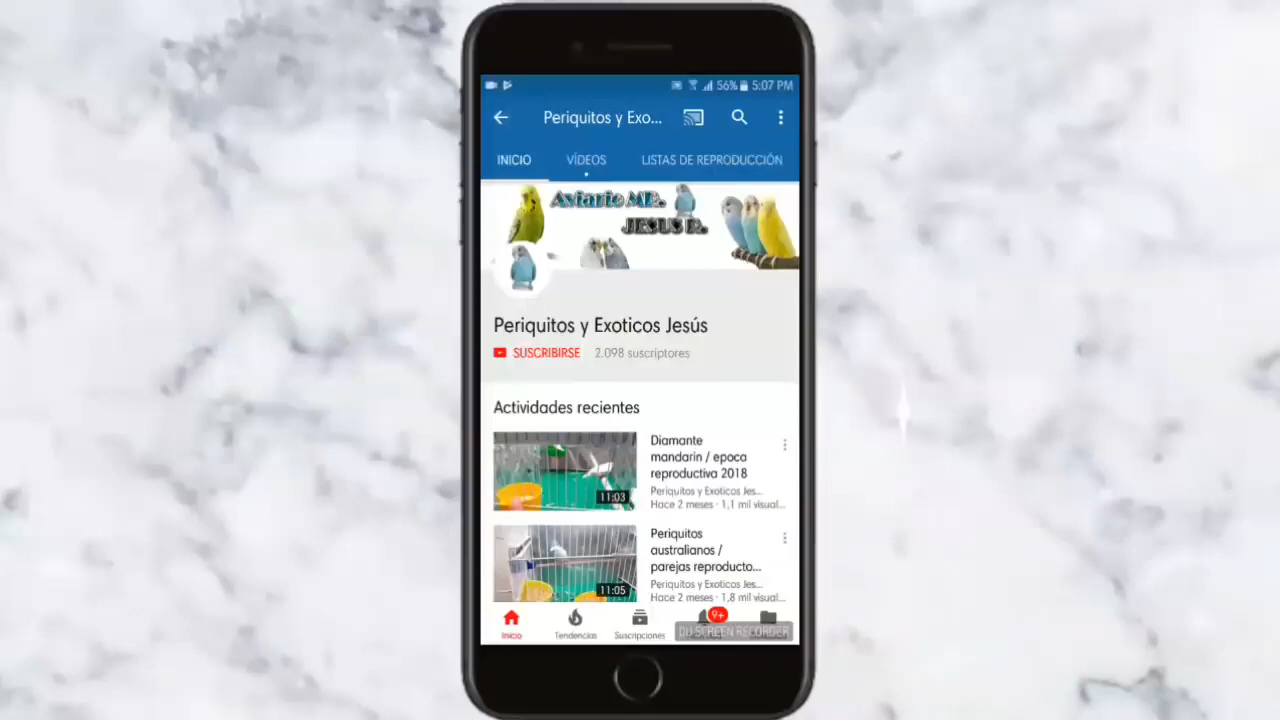 56% 5:07 PM
Periquitos y Exo...
INICIO VÍDEOS LISTAS DE REPRODUCCIÓN
Aviario MP.
JESUS R.
Periquitos y Exoticos Jesús
SUSCRIBIRSE 2.098 suscriptores
Actividades recientes
Diamante
mandarin / epoca
reproductiva 2018
Periquitos y Exoticos Jes...
Hace 2 meses · 1,1 mil visual...
11:03
Periquitos
australianos /
parejas reproducto...
Periquitos y Exoticos Jes...
Hace 2 meses · 1,8 mil visual...
11:05
9+
Inicio Tendencias Suscripciones
DU SCREEN RECORDER